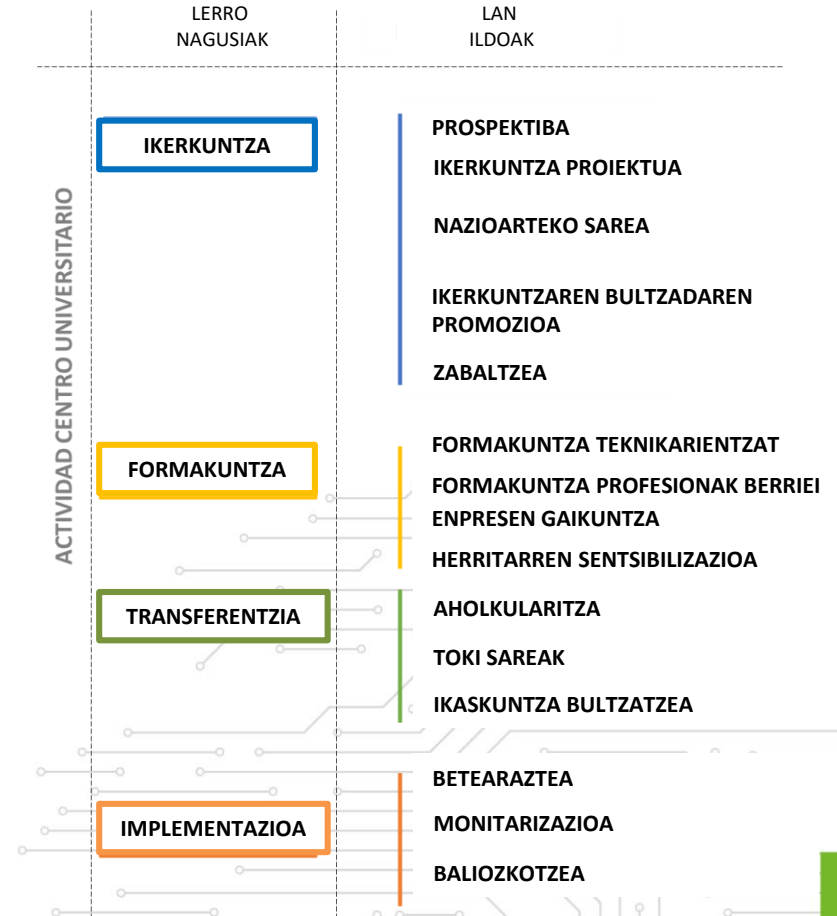 LERRO
NAGUSIAK
LAN
ILDOAK
ACTIVIDAD CENTRO UNIVERSITARIO
IKERKUNTZA
PROSPEKTIBA
IKERKUNTZA PROIEKTUA
NAZIOARTEKO SAREA
IKERKUNTZAREN BULTZADAREN
PROMOZIOA
ZABALTZEA
FORMAKUNTZA
FORMAKUNTZA TEKNIKARIENTZAT
FORMAKUNTZA PROFESIONAK BERRIEI
ENPRESEN GAIKUNTZA
HERRITARREN SENTSIBILIZAZIOA
TRANSFERENTZIA
AHOLKULARITZA
TOKI SAREAK
IKASKUNTZA BULTZATZEA
IMPLEMENTAZIOA
BETEARAZTEA
MONITARIZAZIOA
BALIOZKOTZEA